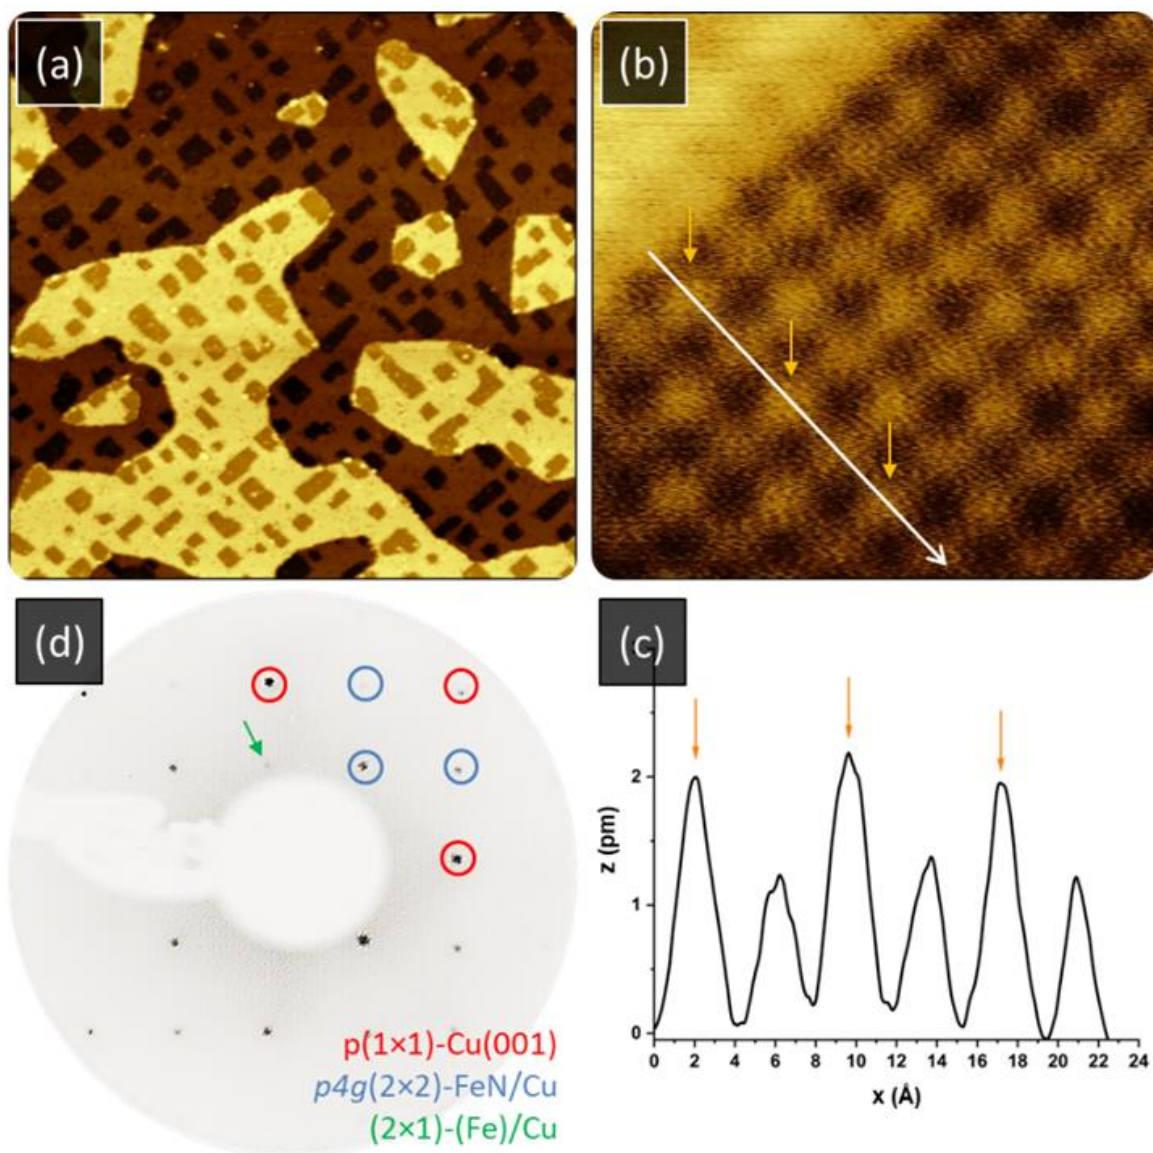 (a)
(b)
(d)
p(1×1)-Cu(001)
p4g(2×2)-FeN/Cu
(2×1)-(Fe)/Cu
(c)
z (pm)
2
1
0
0 2 4 6 8 10 12 14 16 18 20 22 24
x (Å)